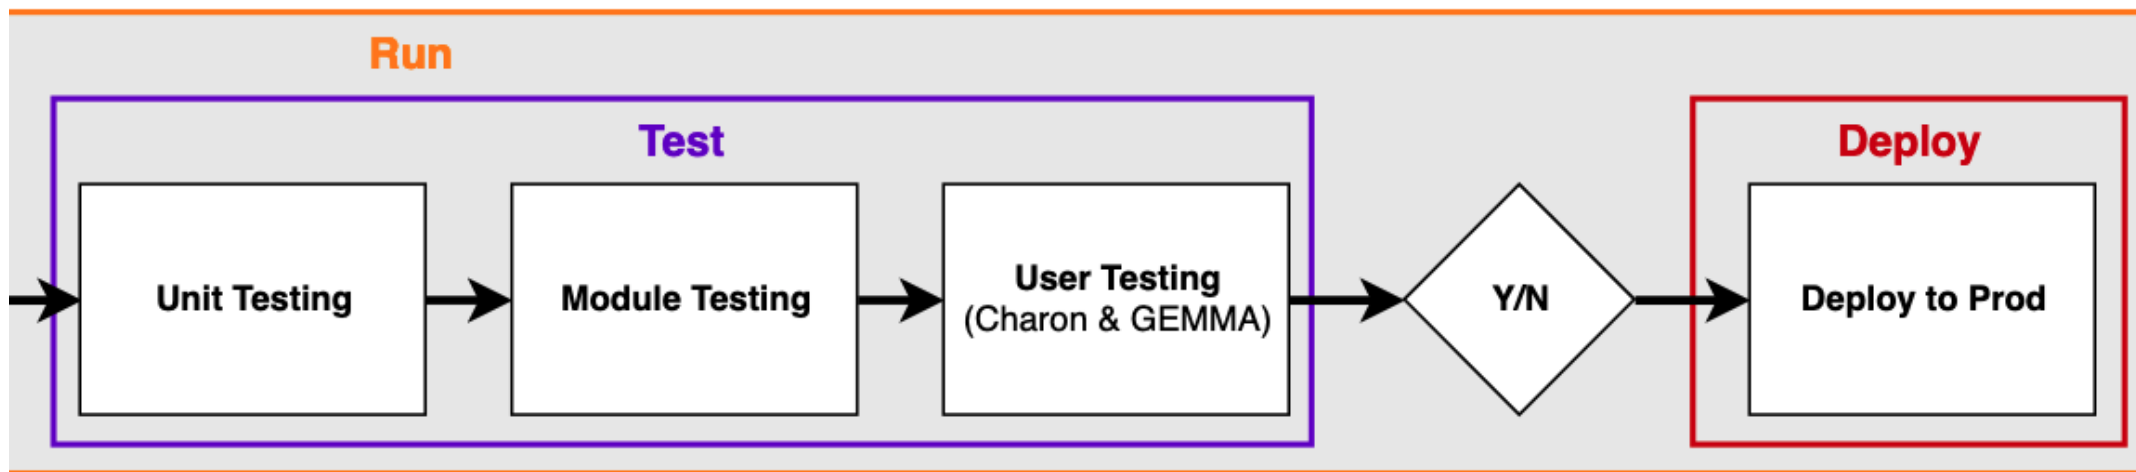 Run
Test
Deploy
Unit Testing
Module Testing
User Testing
(Charon & GEMMA)
Y/N
Deploy to Prod